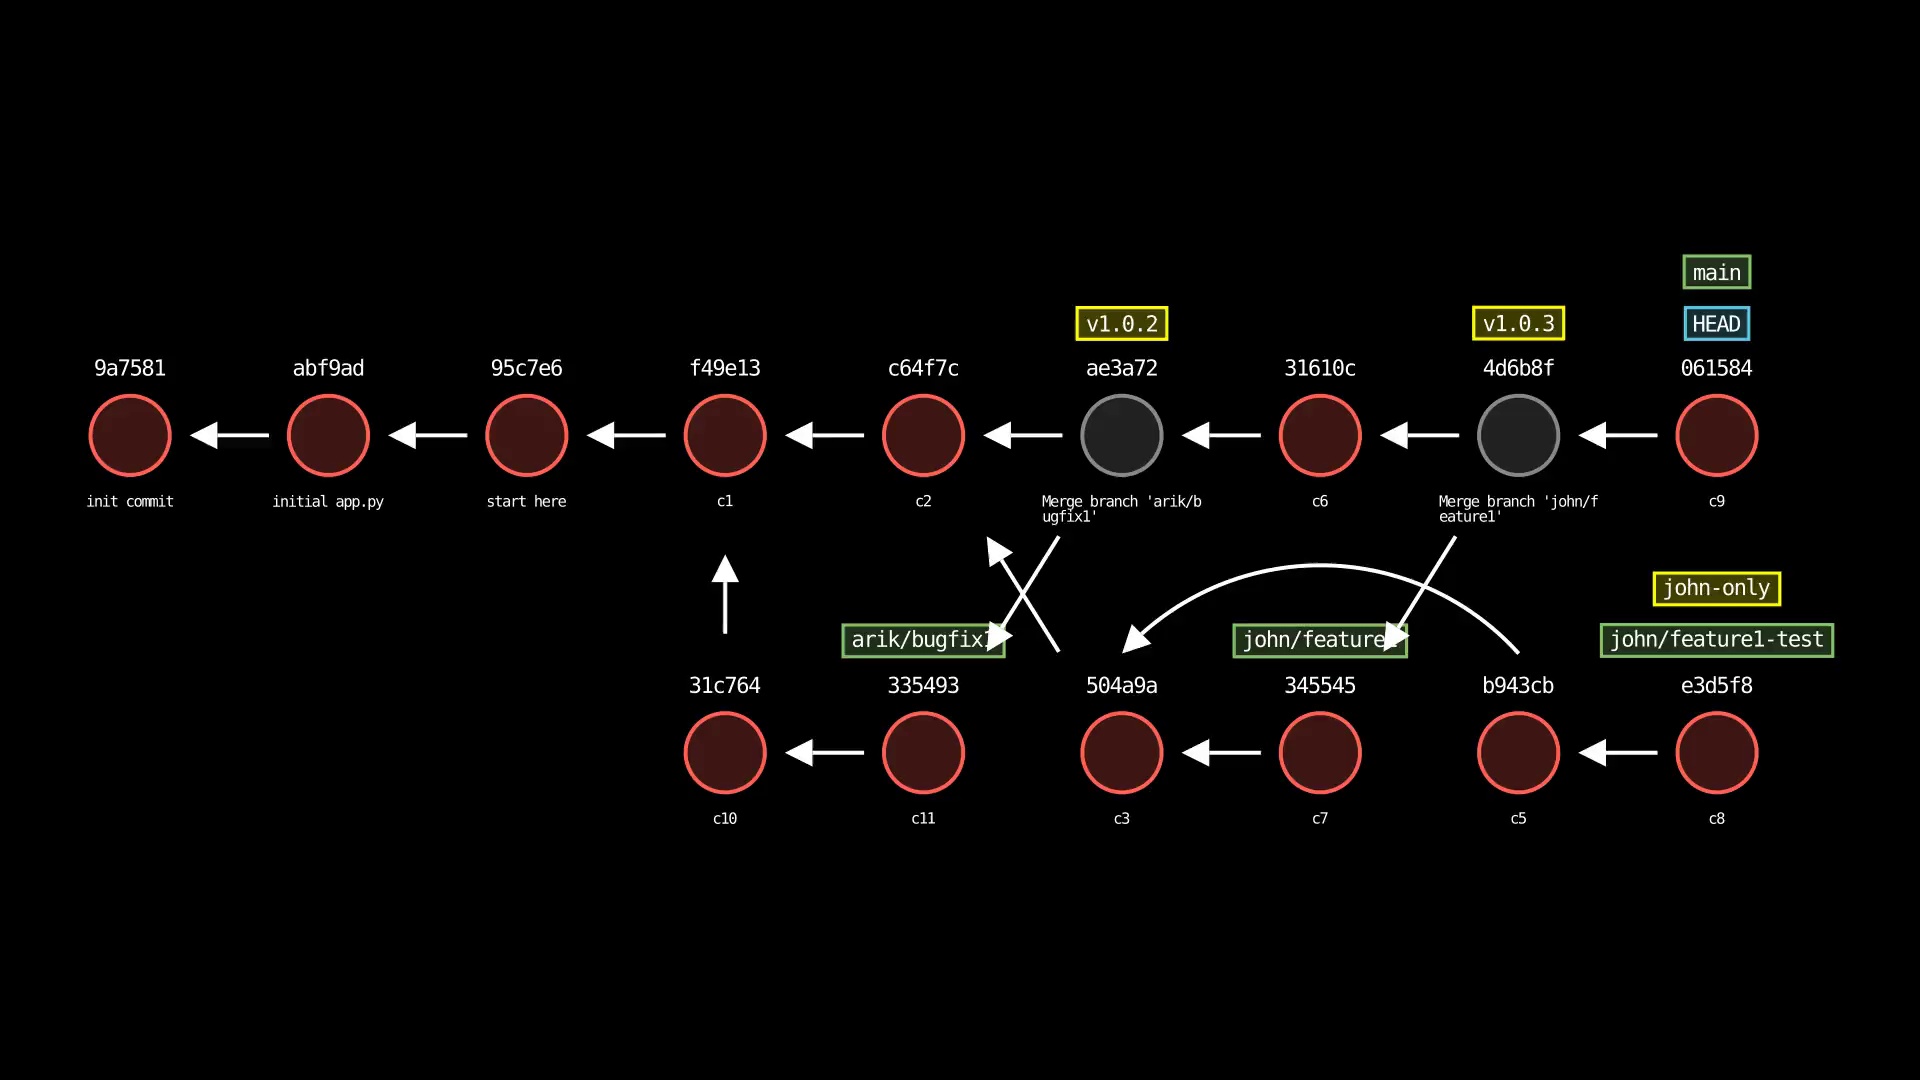 main
v1.0.2
v1.0.3
HEAD
9a7581
abf9ad
95c7e6
f49e13
c64f7c
ae3a72
31610c
4d6b8f
061584
init commit
initial app.py
start here
c1
c2
Merge branch 'arik/b
ugfix1'
c6
Merge branch 'john/f
eature1'
c9
john-only
arik/bugfix1
john/feature1
john/feature1-test
31c764
335493
504a9a
345545
b943cb
e3d5f8
c10
c11
c3
c7
c5
c8